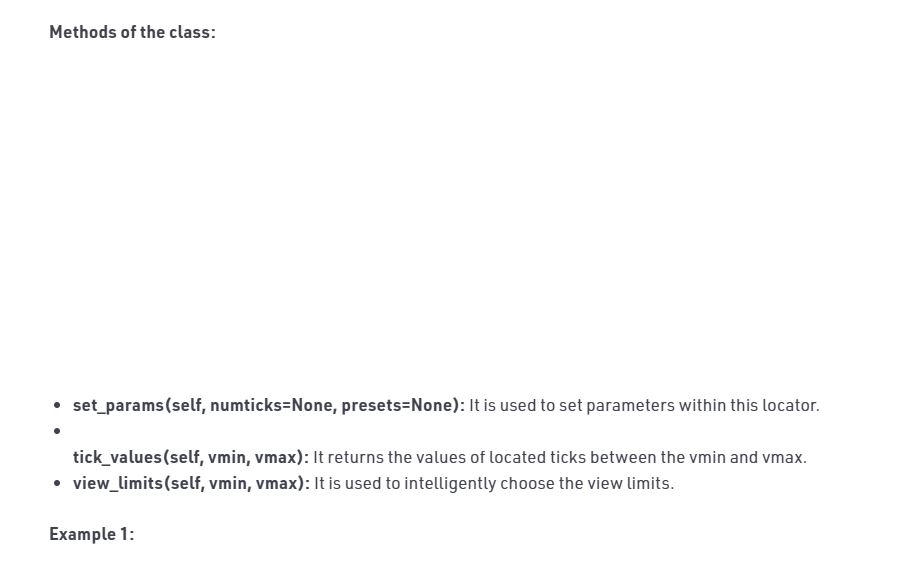 Methods of the class:
• set_params(self, numticks=None, presets=None): It is used to set parameters within this locator.
•
tick_values(self, vmin, vmax): It returns the values of located ticks between the vmin and vmax.
• view_limits(self, vmin, vmax): It is used to intelligently choose the view limits.
Example 1: